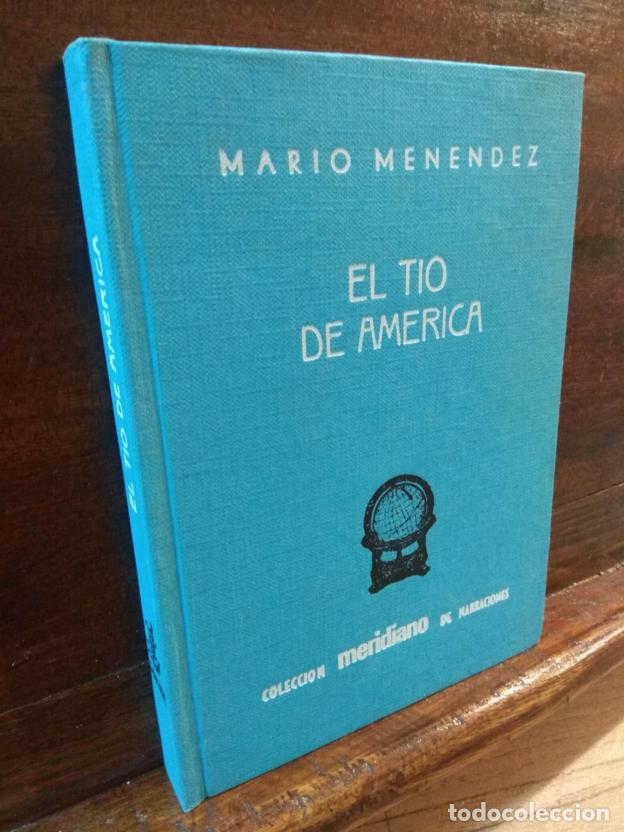 MARIO MENENDEZ
EL TIO
DE AMERICA
COLECCION meridiano DE NARRACIONES
EL TIO DE AMERICA
todocoleccion